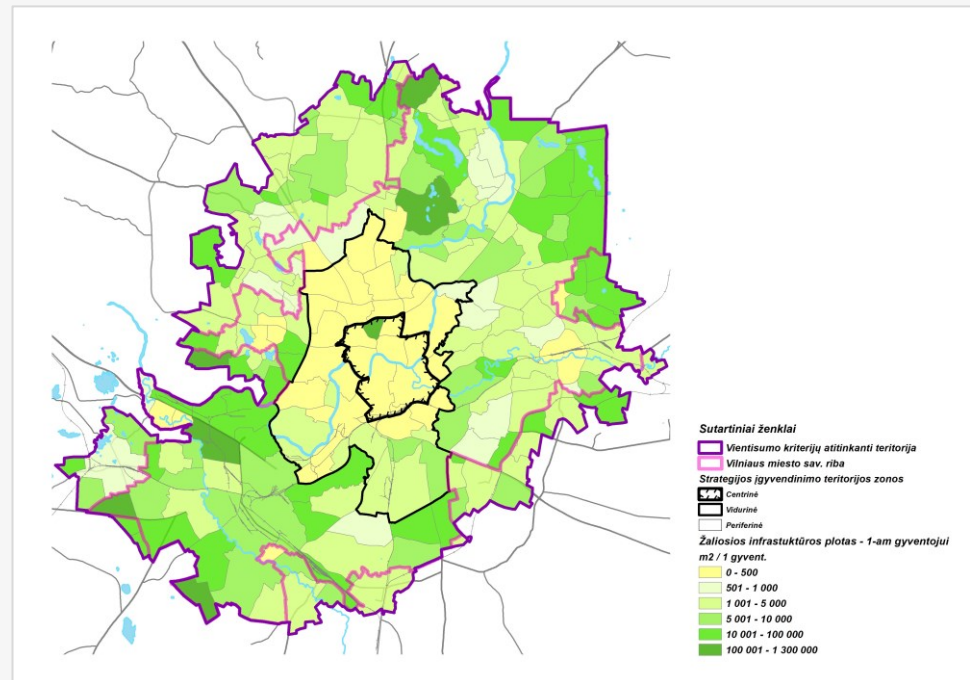 Sutartiniai ženklai
Vientisumo kriterijų atitinkanti teritorija
Vilniaus miesto sav. riba
Strategijos įgyvendinimo teritorijos zonos
Centrinė
Vidurinė
Periferinė
Žaliosios infrastuktūros plotas - 1-am gyventojui
m2 / 1 gyvent.
0 - 500
501 - 1 000
1 001 - 5 000
5 001 - 10 000
10 001 - 100 000
100 001 - 1 300 000